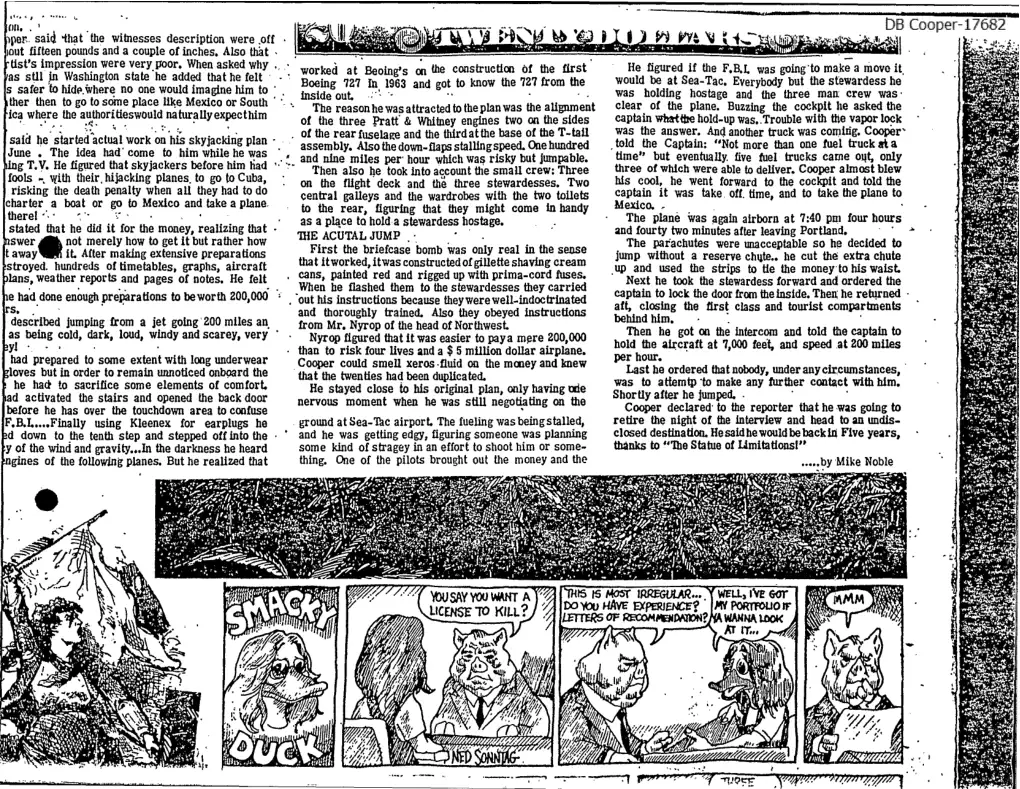 DB Cooper-17682
TWENTY DOLLARS
on.
oper said that the witnesses description were off
out fifteen pounds and a couple of inches. Also that
rtist's impression were very poor. When asked why
as stll in Washington state he added that he felt
s safer to hide where no one would imagine him to
ther then to go to some place like Mexico or South
ica where the authoritieswould naturally expect him
said he started actual work on his skyjacking plan
June . The idea had come to him while he was
ing T.V. He figured that skyjackers before him had
fools - with their hijacking planes to go to Cuba,
risking the death penalty when all they had to do
charter a boat or go to Mexico and take a plane
there!
stated that he did it for the money, realizing that
nswer not merely how to get it but rather how
t away it. After making extensive preparations
estroyed hundreds of timetables, graphs, aircraft
plans, weather reports and pages of notes. He felt
he had done enough preparations to be worth 200,000
rs.
described jumping from a jet going 200 miles an
as being cold, dark, loud, windy and scarey, very
ey!
had prepared to some extent with long underwear
gloves but in order to remain unnoticed onboard the
he had to sacrifice some elements of comfort.
ad activated the stairs and opened the back door
before he has over the touchdown area to confuse
F.B.I....Finally using Kleenex for earplugs he
ed down to the tenth step and stepped off into the
y of the wind and gravity...In the darkness he heard
engines of the following planes. But he realized that
worked at Beoing's on the construction of the first
Boeing 727 in 1963 and got to know the 727 from the
inside out.
The reason he was attracted to the plan was the alignment
of the three Pratt & Whitney engines two on the sides
of the rear fuselage and the third at the base of the T-tail
assembly. Also the down-flaps stalling speed. One hundred
and nine miles per hour which was risky but jumpable.
Then also he took into account the small crew: Three
on the flight deck and the three stewardesses. Two
central galleys and the wardrobes with the two toilets
to the rear, figuring that they might come in handy
as a place to hold a stewardess hostage.
THE ACUTAL JUMP
First the briefcase bomb was only real in the sense
that it worked, it was constructed of gillette shaving cream
cans, painted red and rigged up with prima-cord fuses.
When he flashed them to the stewardesses they carried
out his instructions because they were well-indoctrinated
and thoroughly trained. Also they obeyed instructions
from Mr. Nyrop of the head of Northwest.
Nyrop figured that it was easier to pay a mere 200,000
than to risk four lives and a $ 5 million dollar airplane.
Cooper could smell xeros fluid on the money and knew
that the twenties had been duplicated.
He stayed close to his original plan, only having one
nervous moment when he was still negotiating on the
ground at Sea-Tac airport. The fueling was being stalled,
and he was getting edgy, figuring someone was planning
some kind of stragey in an effort to shoot him or some-
thing. One of the pilots brought out the money and the
He figured if the F.B.I. was going to make a move it
would be at Sea-Tac. Everybody but the stewardess he
was holding hostage and the three man crew was
clear of the plane. Buzzing the cockpit he asked the
captain what the hold-up was. Trouble with the vapor lock
was the answer. And another truck was coming. Cooper
told the Captain: "Not more than one fuel truck at a
time" but eventually five fuel trucks came out, only
three of which were able to deliver. Cooper almost blew
his cool, he went forward to the cockpit and told the
captain it was take off time, and to take the plane to
Mexico.
The plane was again airborn at 7:40 pm four hours
and fourty two minutes after leaving Portland.
The parachutes were unacceptable so he decided to
jump without a reserve chute.. he cut the extra chute
up and used the strips to tie the money to his waist.
Next he took the stewardess forward and ordered the
captain to lock the door from the inside. Then he returned
aft, closing the first class and tourist compartments
behind him.
Then he got on the intercom and told the captain to
hold the aircraft at 7,000 feet, and speed at 200 miles
per hour.
Last he ordered that nobody, under any circumstances,
was to attemtp to make any further contact with him.
Shortly after he jumped.
Cooper declared to the reporter that he was going to
retire the night of the interview and head to an undis-
closed destination. He said he would be back in Five years,
thanks to "The Statue of Limitations!"
.....by Mike Noble
SMACKY
DUCK
YOU SAY YOU WANT A
LICENSE TO KILL?
NED SONNTAG
THIS IS MOST IRREGULAR...
DO YOU HAVE EXPERIENCE?
LETTERS OF RECOMMENDATION?
WELL, I'VE GOT
MY PORTFOLIO IF
YA WANNA LOOK
AT IT...
MMM
THREE